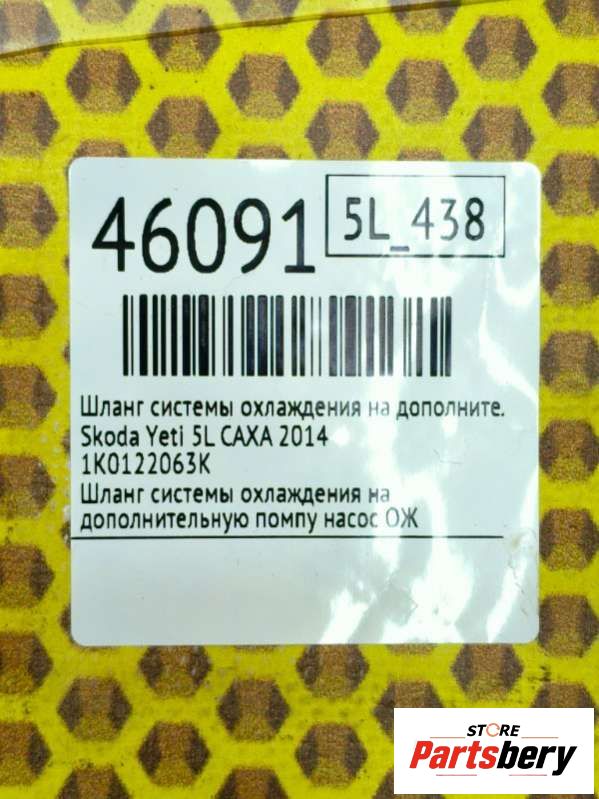 46091
5L_438
Шланг системы охлаждения на дополните.
Skoda Yeti 5L CAXA 2014
1K0122063K
Шланг системы охлаждения на
дополнительную помпу насос ОЖ
STORE
Partsbery